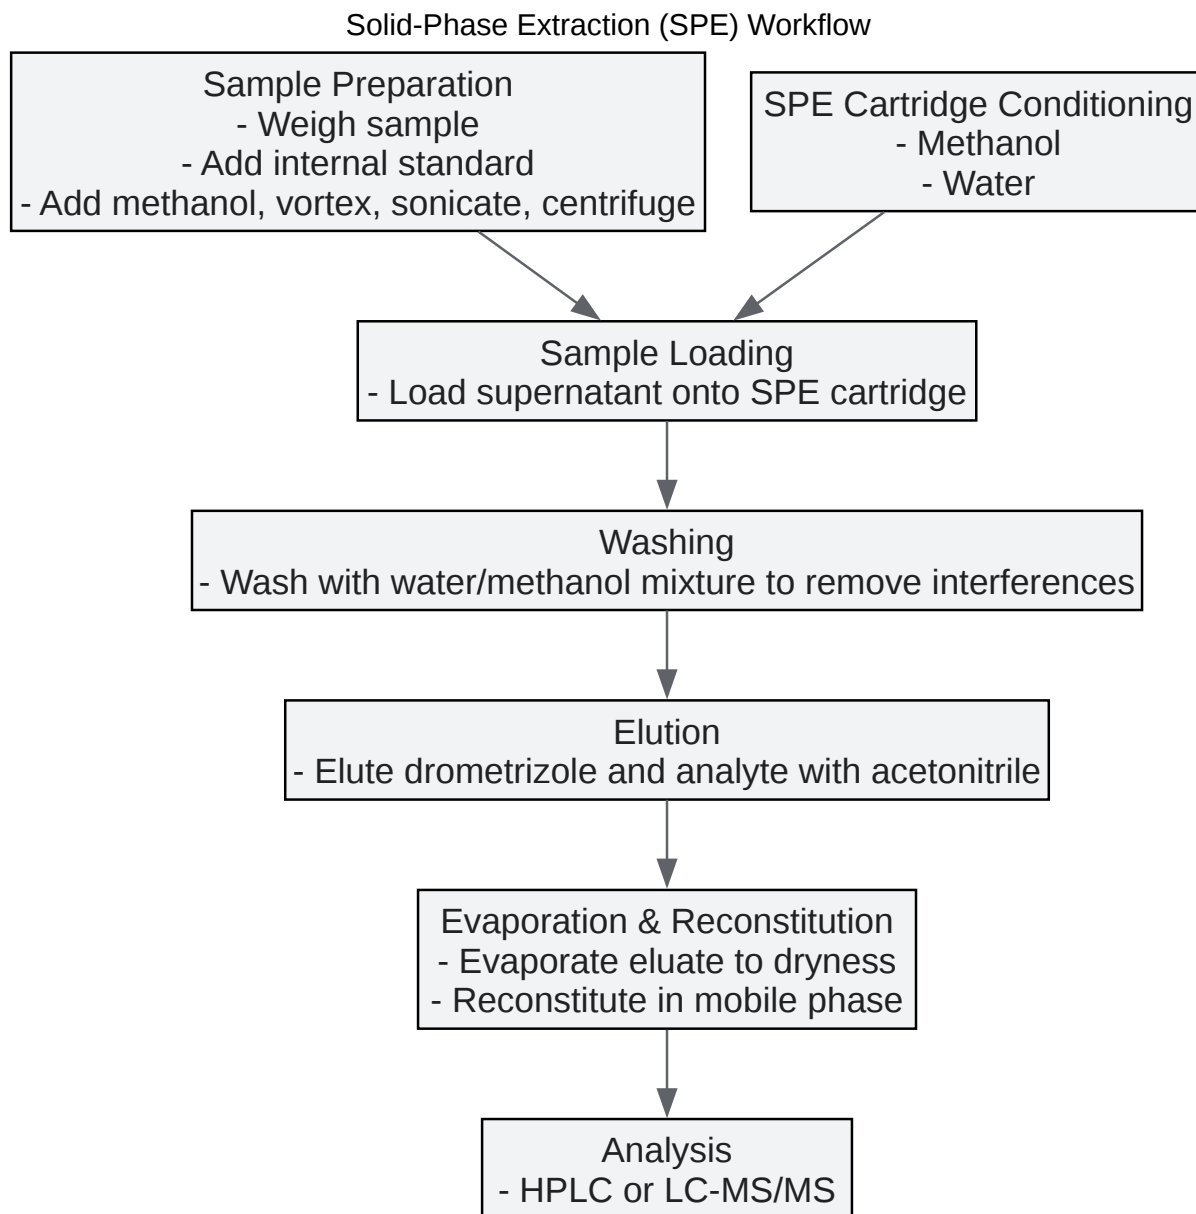 Solid-Phase Extraction (SPE) Workflow
Sample Preparation
- Weigh sample
- Add internal standard
- Add methanol, vortex, sonicate, centrifuge
SPE Cartridge Conditioning
- Methanol
- Water
Sample Loading
- Load supernatant onto SPE cartridge
Washing
- Wash with water/methanol mixture to remove interferences
Elution
- Elute drometrizole and analyte with acetonitrile
Evaporation & Reconstitution
- Evaporate eluate to dryness
- Reconstitute in mobile phase
Analysis
- HPLC or LC-MS/MS